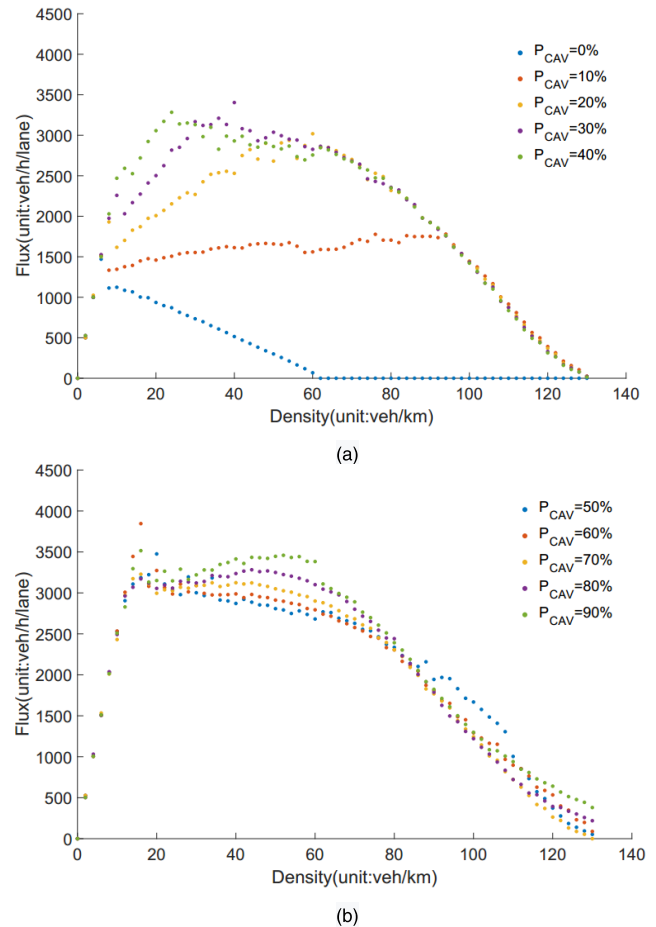 4500
4000
3500
3000
2500
2000
1500
1000
500
0
Flux(unit:veh/h/lane)
P_CAV=0%
P_CAV=10%
P_CAV=20%
P_CAV=30%
P_CAV=40%
0 20 40 60 80 100 120 140
Density(unit:veh/km)
(a)
4500
4000
3500
3000
2500
2000
1500
1000
500
0
Flux(unit:veh/h/lane)
P_CAV=50%
P_CAV=60%
P_CAV=70%
P_CAV=80%
P_CAV=90%
0 20 40 60 80 100 120 140
Density(unit:veh/km)
(b)